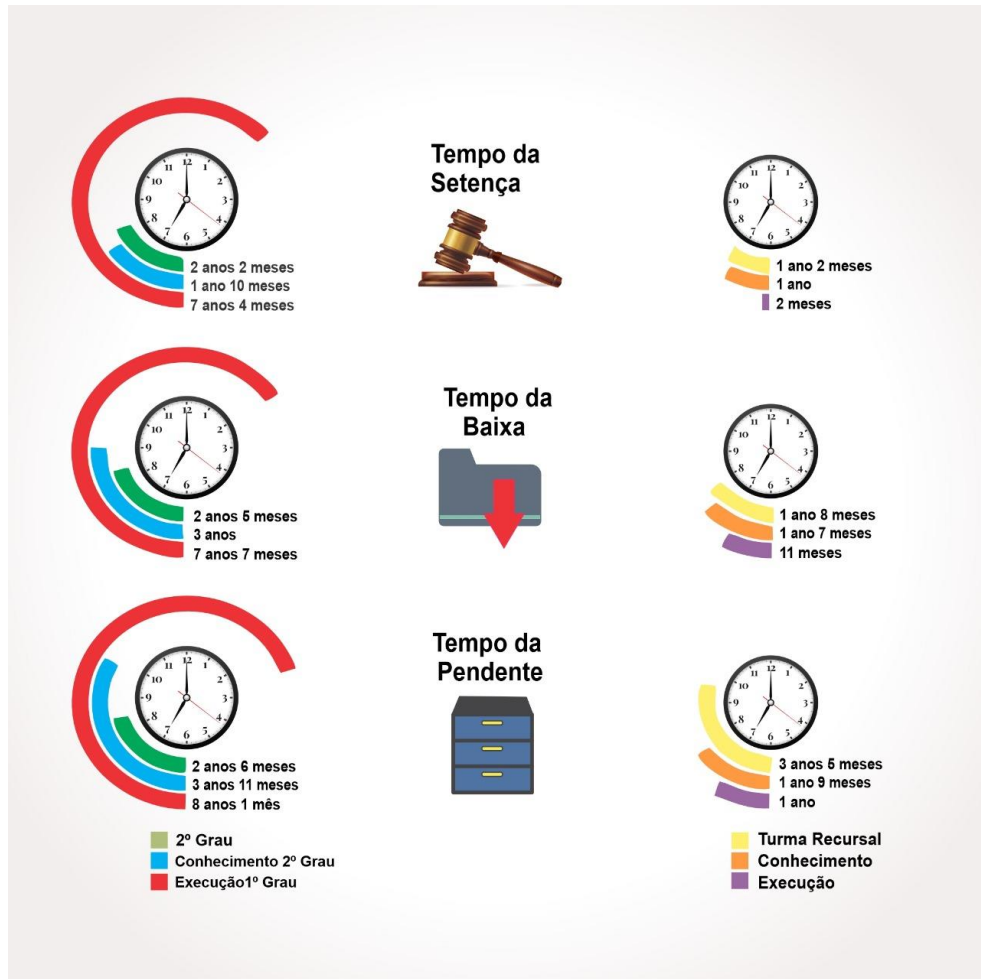 Tempo da
Setença
2 anos 2 meses
1 ano 10 meses
7 anos 4 meses
1 ano 2 meses
1 ano
2 meses
Tempo da
Baixa
2 anos 5 meses
3 anos
7 anos 7 meses
1 ano 8 meses
1 ano 7 meses
11 meses
Tempo da
Pendente
2 anos 6 meses
3 anos 11 meses
8 anos 1 mês
3 anos 5 meses
1 ano 9 meses
1 ano
2º Grau
Conhecimento 2º Grau
Execução1º Grau
Turma Recursal
Conhecimento
Execução